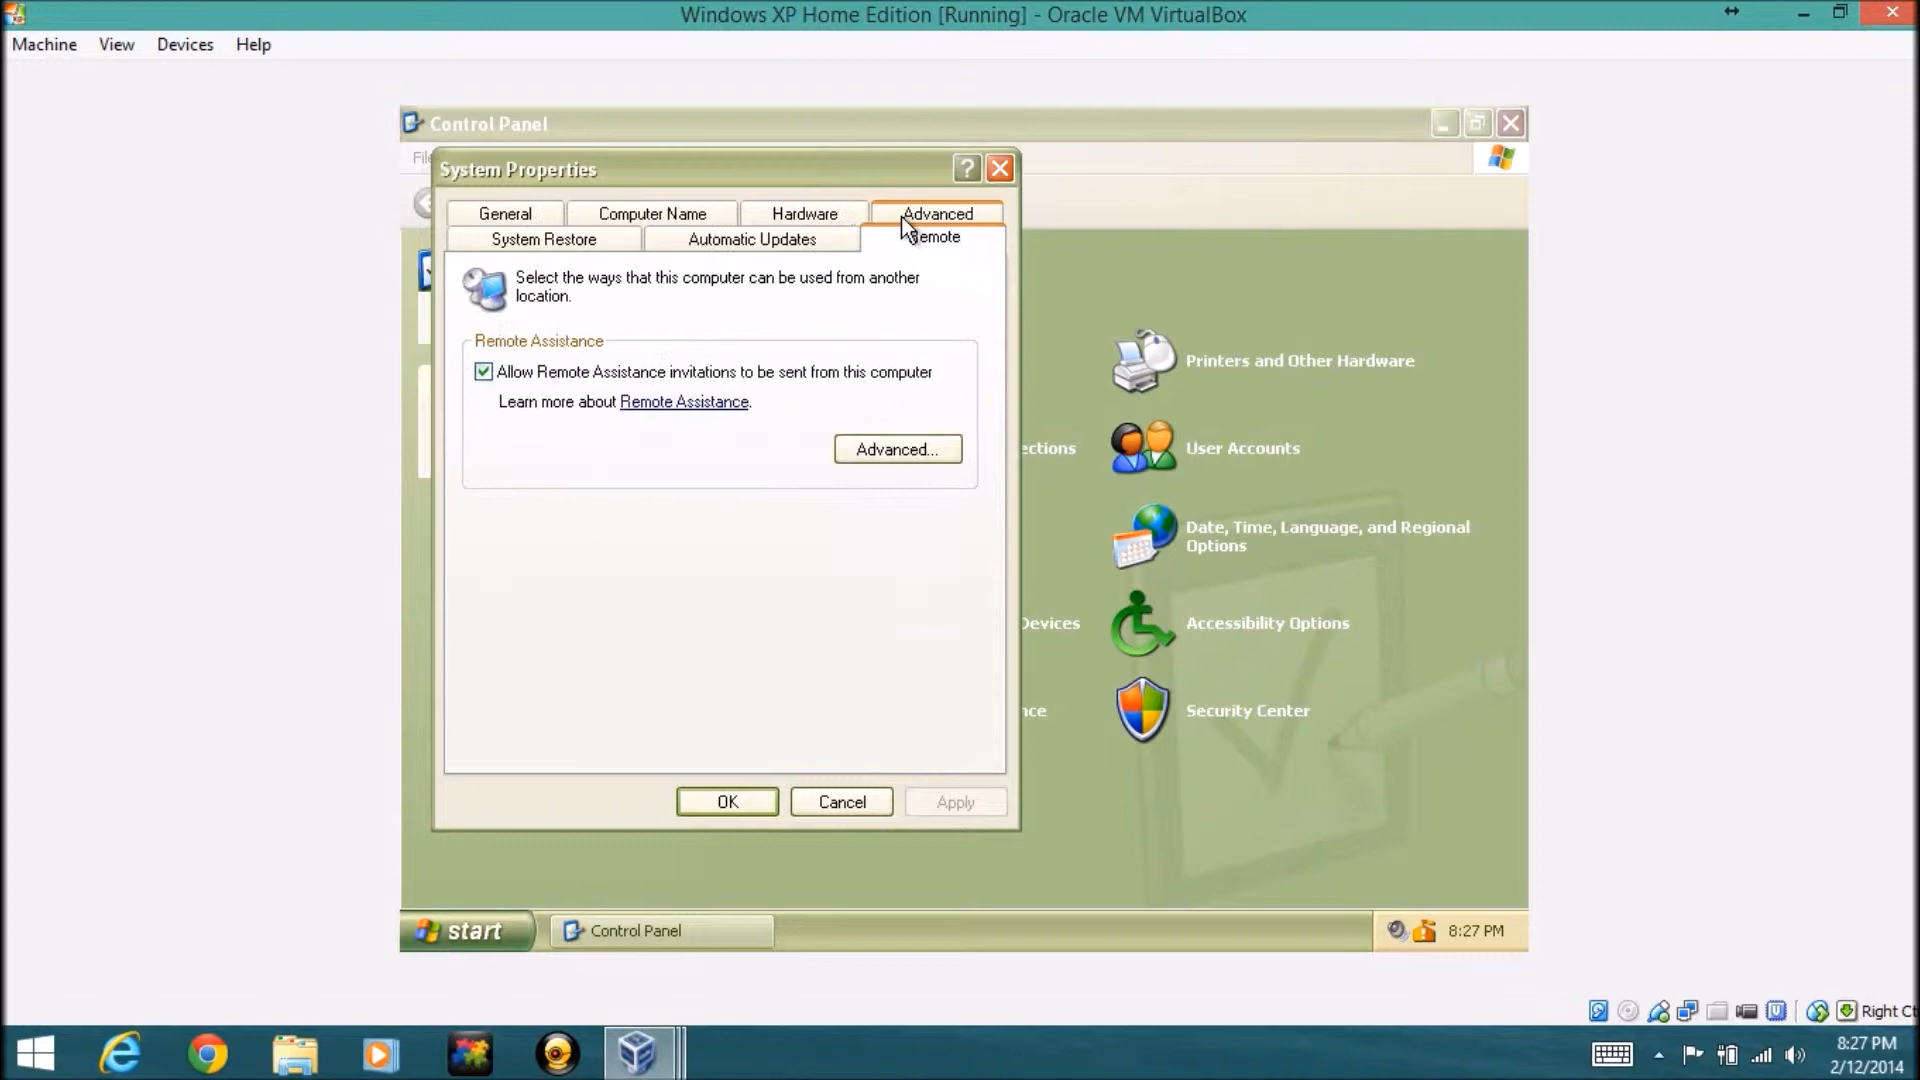 Windows XP Home Edition [Running] - Oracle VM VirtualBox
Machine View Devices Help
Control Panel
System Properties
General Computer Name Hardware Advanced
System Restore Automatic Updates Remote
Select the ways that this computer can be used from another
location.
Remote Assistance
Allow Remote Assistance invitations to be sent from this computer
Learn more about Remote Assistance.
Advanced...
OK Cancel Apply
Printers and Other Hardware
ections
User Accounts
Date, Time, Language, and Regional
Options
Devices
Accessibility Options
nce
Security Center
start
Control Panel
8:27 PM
Right Ct
8:27 PM
2/12/2014